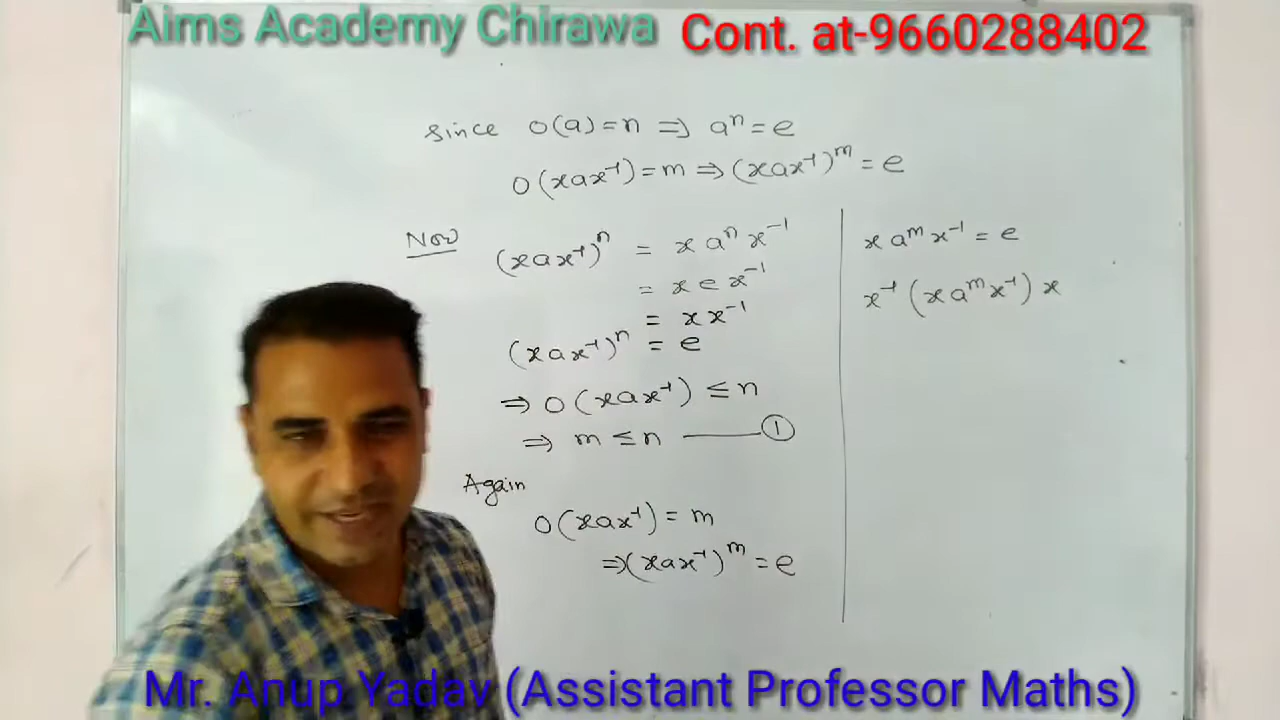 Aims Academy Chirawa Cont. at-9660288402
Since O(a) = n ⇒ aⁿ = e
O(xax⁻¹) = m ⇒ (xax⁻¹)ᵐ = e
Now (xax⁻¹)ⁿ = x aⁿ x⁻¹
= x e x⁻¹
= x x⁻¹
(xax⁻¹)ⁿ = e
⇒ O(xax⁻¹) ≤ n
⇒ m ≤ n —— ①
Again
O(xax⁻¹) = m
⇒ (xax⁻¹)ᵐ = e
x aᵐ x⁻¹ = e
x⁻¹ (x aᵐ x⁻¹) x
Mr. Anup Yadav (Assistant Professor Maths)